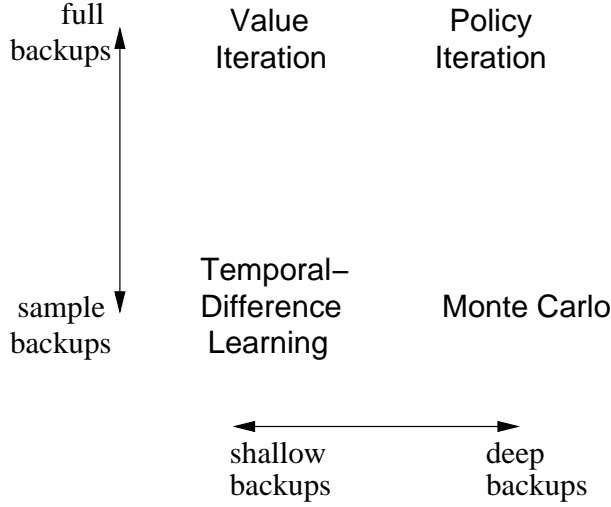 full
backups
Value
Iteration
Policy
Iteration
sample
backups
Temporal−
Difference
Learning
Monte Carlo
shallow
backups
deep
backups